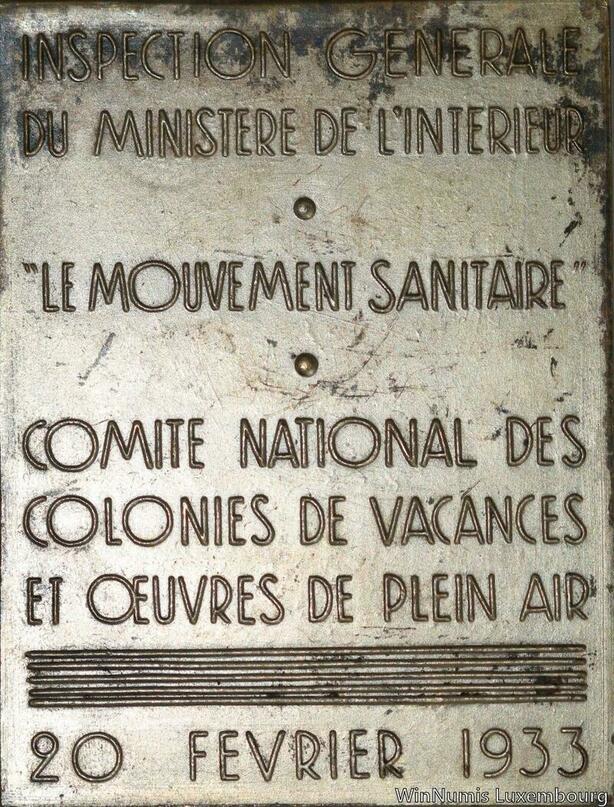 INSPECTION GENERALE
DU MINISTERE DE L'INTERIEUR
"LE MOUVEMENT SANITAIRE"
COMITE NATIONAL DES
COLONIES DE VACANCES
ET ŒUVRES DE PLEIN AIR
20 FEVRIER 1933
WinNumis Luxembourg